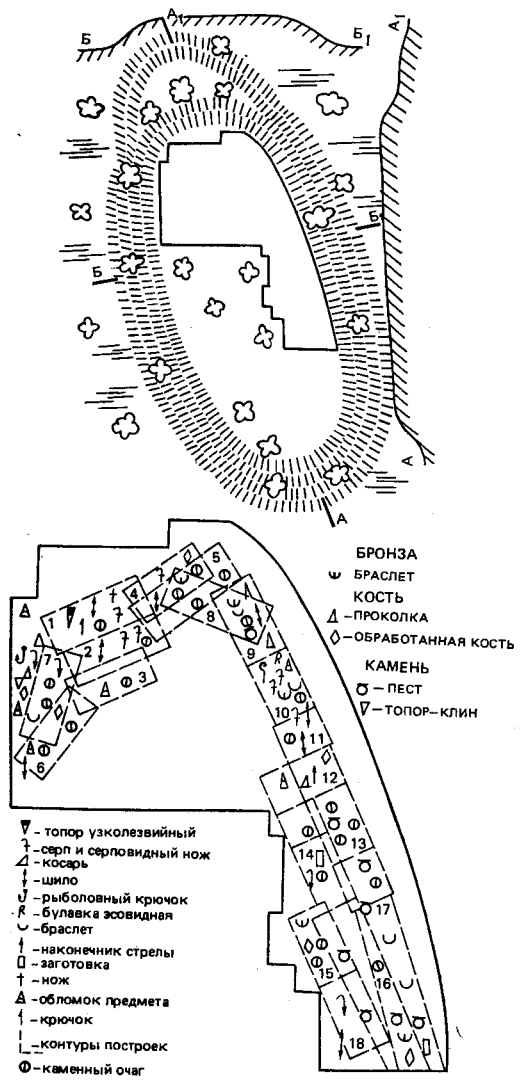 А₁
Б
Б₁
А₁
Б₁
Б
А
А
БРОНЗА
БРАСЛЕТ
КОСТЬ
– ПРОКОЛКА
– ОБРАБОТАННАЯ КОСТЬ
КАМЕНЬ
– ПЕСТ
– ТОПОР–КЛИН
5
4
1
8
2
7
9
3
10
6
11
12
13
14
17
15
16
18
– топор узколезвийный
– серп и серповидный нож
– косарь
– шило
– рыболовный крючок
– булавка эсовидная
– браслет
– наконечник стрелы
– заготовка
– нож
– обломок предмета
– крючок
– контуры построек
– каменный очаг